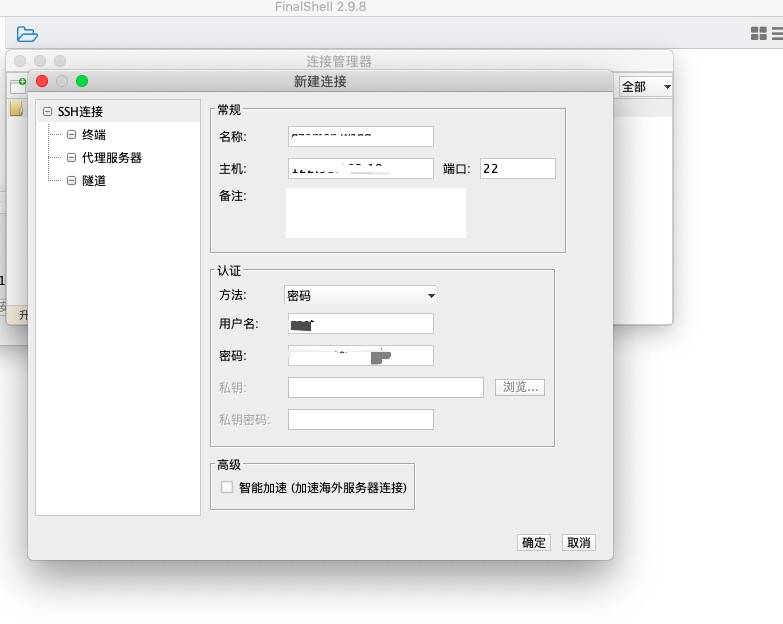 FinalShell 2.9.8
连接管理器
新建连接
全部
SSH连接
终端
代理服务器
隧道
常规
名称:
主机:
端口: 22
备注:
认证
方法: 密码
用户名:
密码:
私钥:
浏览...
私钥密码:
高级
智能加速 (加速海外服务器连接)
升
确定
取消